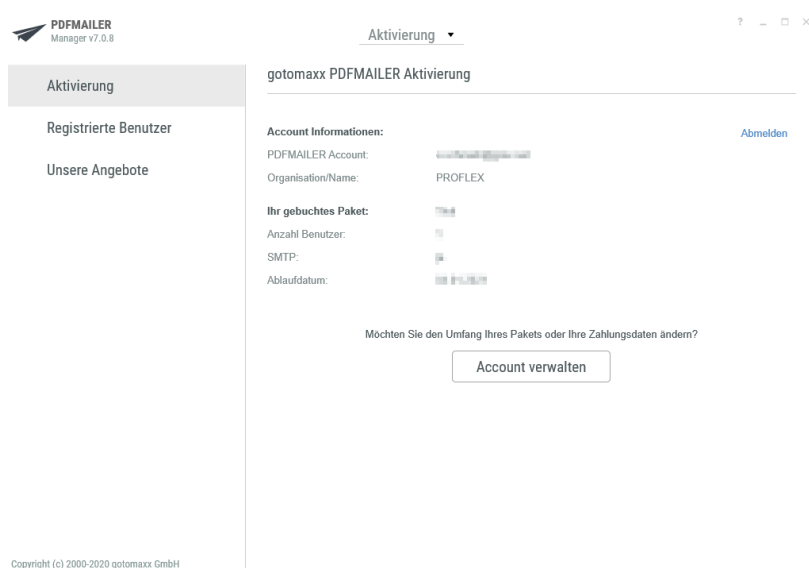 PDFMAILER
Manager v7.0.8
Aktivierung
?
Aktivierung
Registrierte Benutzer
Unsere Angebote
gotomaxx PDFMAILER Aktivierung
Account Informationen:
Abmelden
PDFMAILER Account:
Organisation/Name: PROFLEX
Ihr gebuchtes Paket:
Anzahl Benutzer:
SMTP:
Ablaufdatum:
Möchten Sie den Umfang Ihres Pakets oder Ihre Zahlungsdaten ändern?
Account verwalten
Copyright (c) 2000-2020 gotomaxx GmbH